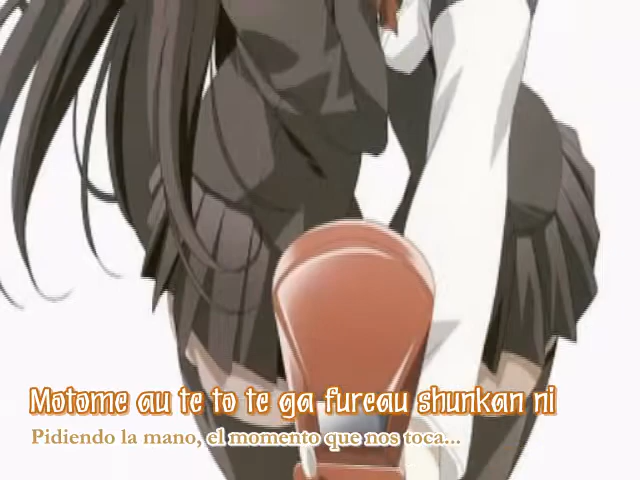 Motome au te to te ga fureau shunkan ni
Pidiendo la mano, el momento que nos toca...